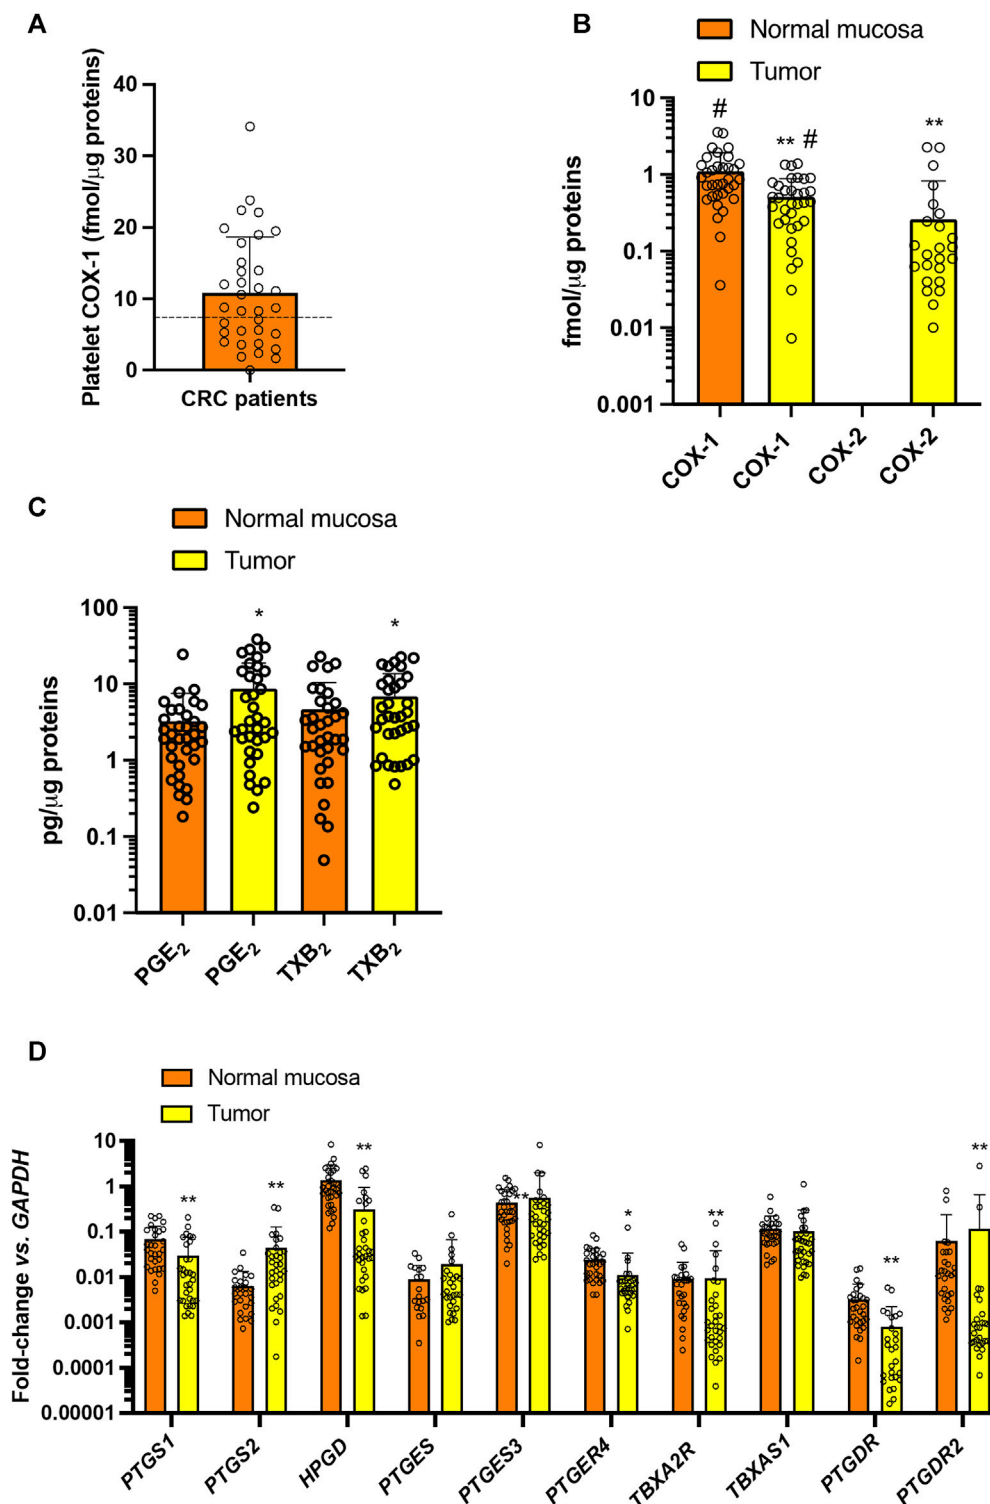 A
Platelet COX-1 (fmol/μg proteins)
40
30
20
10
0
CRC patients
B
Normal mucosa
Tumor
fmol/μg proteins
10
1
0.1
0.01
0.001
#
** #
**
COX-1
COX-1
COX-2
COX-2
C
Normal mucosa
Tumor
pg/μg proteins
100
10
1
0.1
0.01
*
*
PGE2
PGE2
TXB2
TXB2
D
Normal mucosa
Tumor
Fold-change vs. GAPDH
10
1
0.1
0.01
0.001
0.0001
0.00001
**
**
**
**
*
**
**
**
PTGS1
PTGS2
HPGD
PTGES
PTGES3
PTGER4
TBXA2R
TBXAS1
PTGDR
PTGDR2